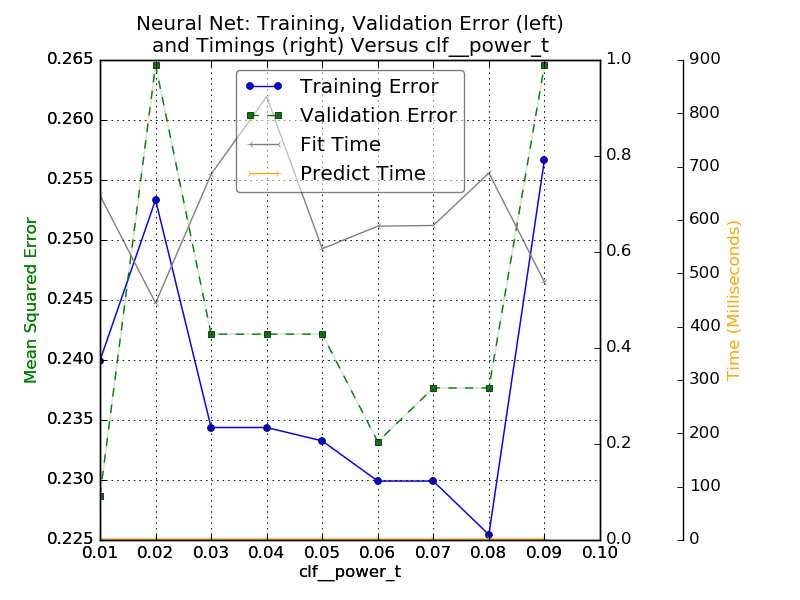 Neural Net: Training, Validation Error (left)
and Timings (right) Versus clf__power_t
Training Error
Validation Error
Fit Time
Predict Time
Mean Squared Error
0.265
0.260
0.255
0.250
0.245
0.240
0.235
0.230
0.225
0.01 0.02 0.03 0.04 0.05 0.06 0.07 0.08 0.09 0.10
clf__power_t
1.0
0.8
0.6
0.4
0.2
0.0
900
800
700
600
500
400
300
200
100
0
Time (Milliseconds)